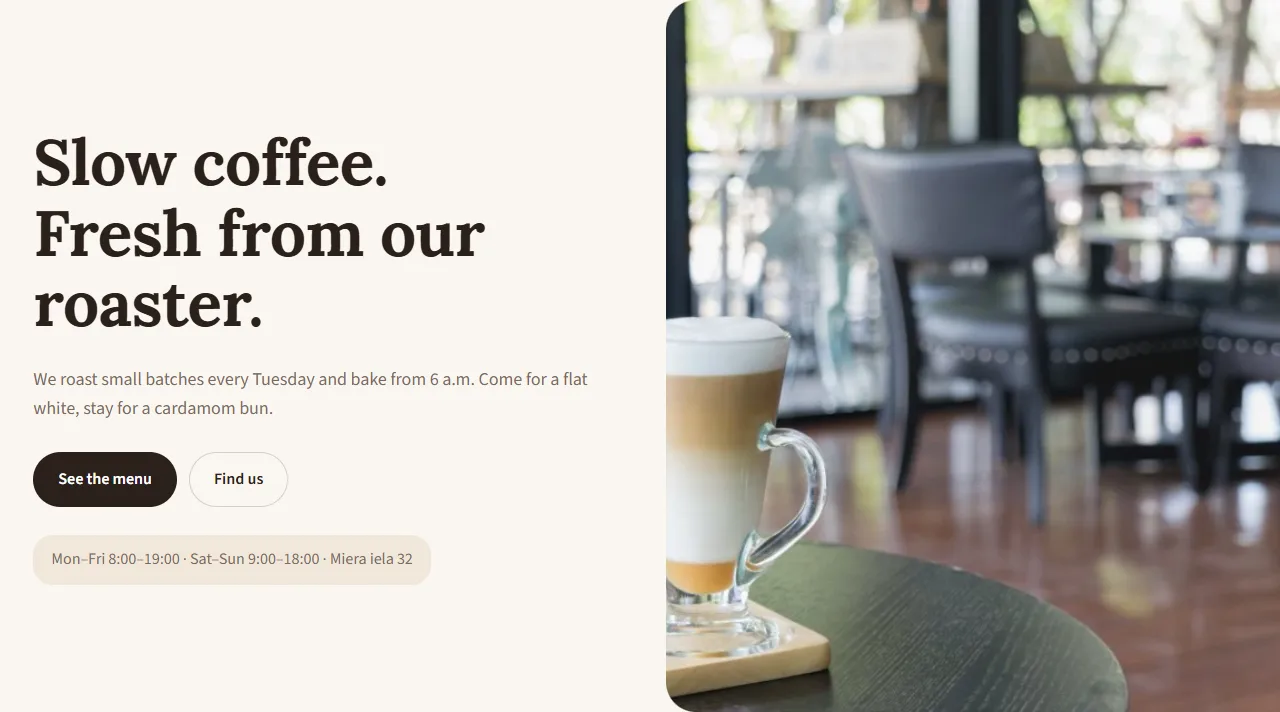 Slow coffee.
Fresh from our
roaster.
We roast small batches every Tuesday and bake from 6 a.m. Come for a flat
white, stay for a cardamom bun.
See the menu
Find us
Mon–Fri 8:00–19:00 · Sat–Sun 9:00–18:00 · Miera iela 32